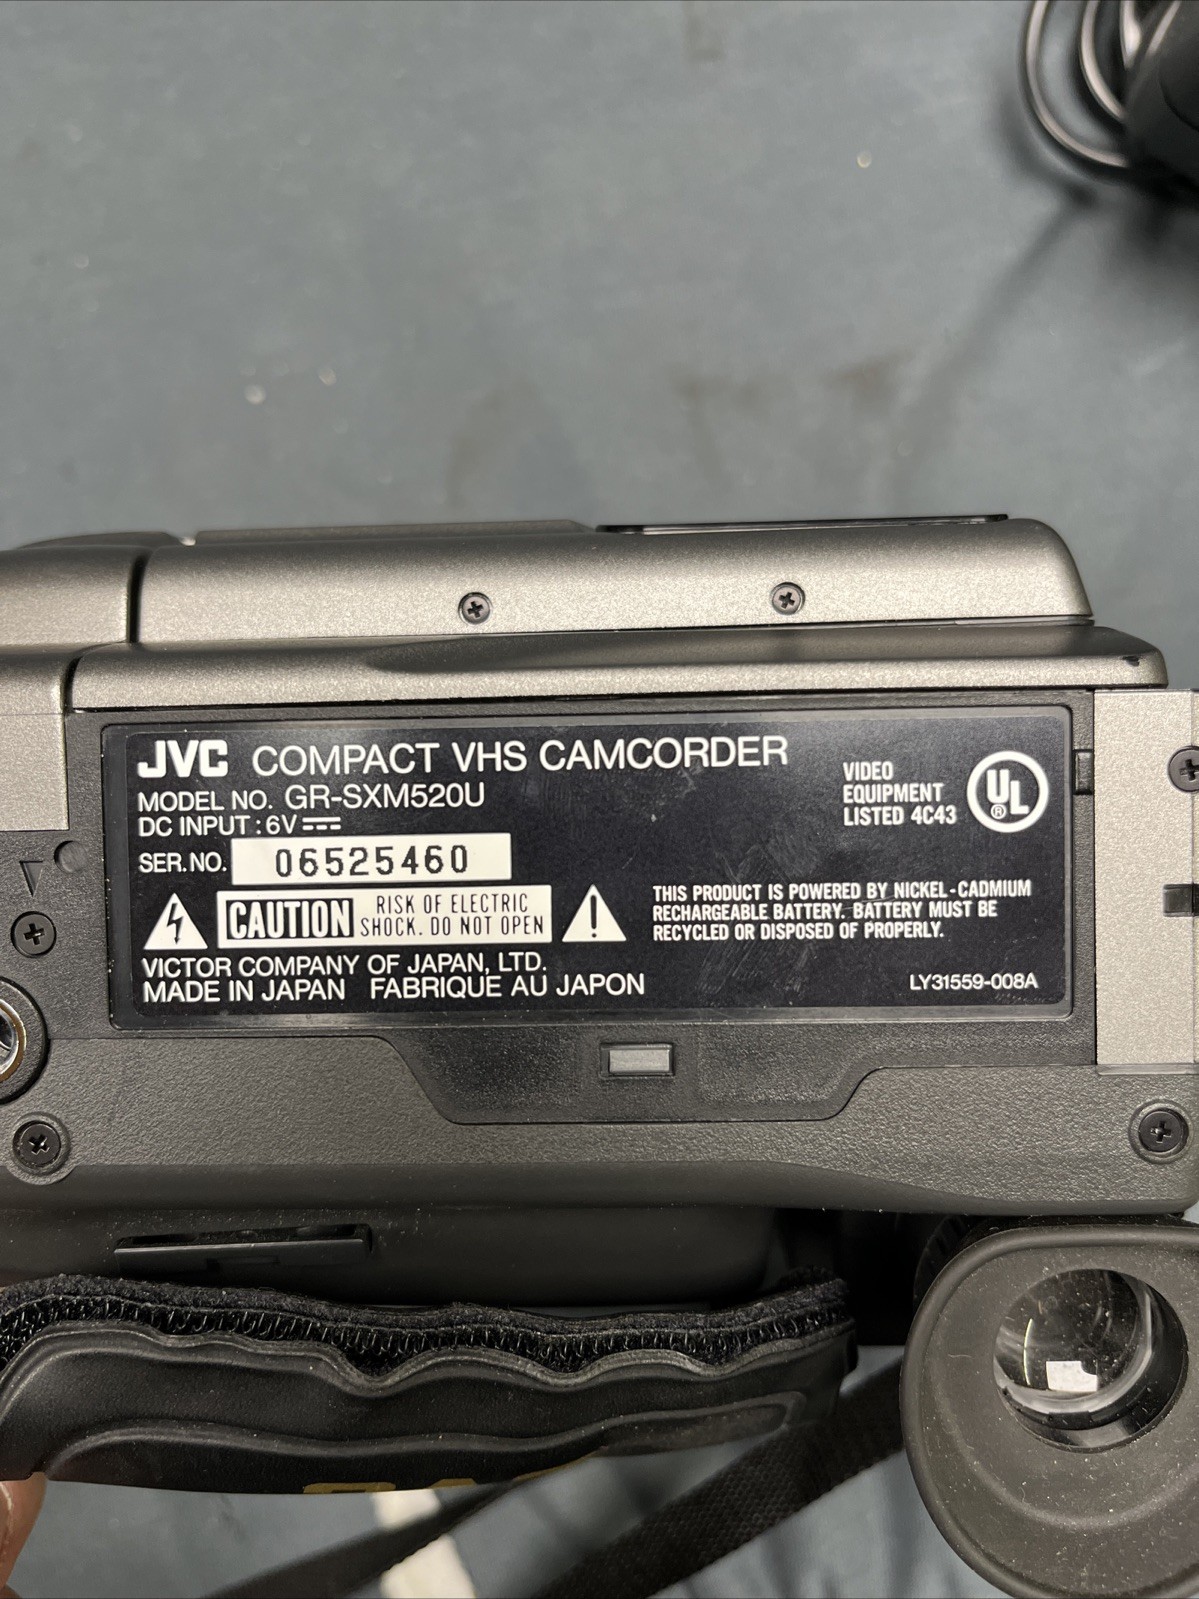 JVC COMPACT VHS CAMCORDER
MODEL NO. GR-SXM520U
DC INPUT : 6V
SER.NO. 06525460
CAUTION RISK OF ELECTRIC
SHOCK. DO NOT OPEN
VICTOR COMPANY OF JAPAN, LTD.
MADE IN JAPAN FABRIQUE AU JAPON
VIDEO
EQUIPMENT
LISTED 4C43
UL ®
THIS PRODUCT IS POWERED BY NICKEL-CADMIUM
RECHARGEABLE BATTERY. BATTERY MUST BE
RECYCLED OR DISPOSED OF PROPERLY.
LY31559-008A